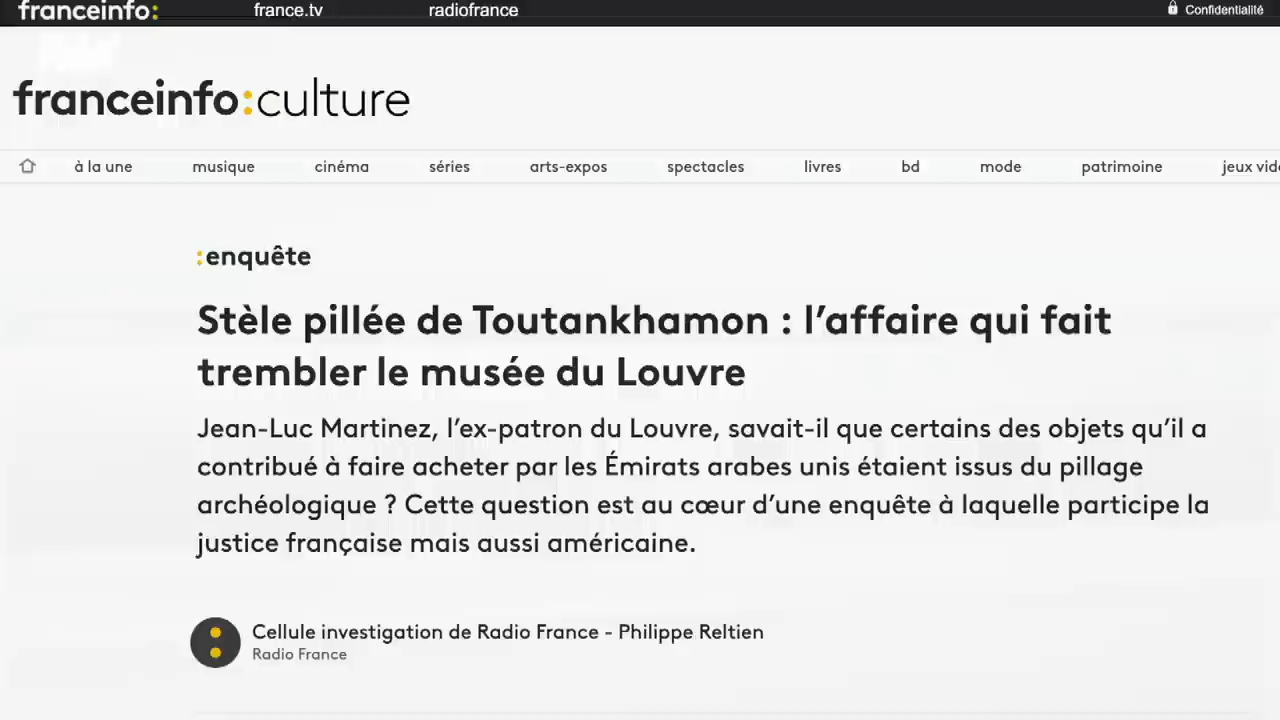 franceinfo: france.tv radiofrance Confidentialité
franceinfo:culture
à la une musique cinéma séries arts-expos spectacles livres bd mode patrimoine jeux vidé
:enquête
Stèle pillée de Toutankhamon : l’affaire qui fait
trembler le musée du Louvre
Jean-Luc Martinez, l’ex-patron du Louvre, savait-il que certains des objets qu’il a
contribué à faire acheter par les Émirats arabes unis étaient issus du pillage
archéologique ? Cette question est au cœur d’une enquête à laquelle participe la
justice française mais aussi américaine.
Cellule investigation de Radio France - Philippe Reltien
Radio France